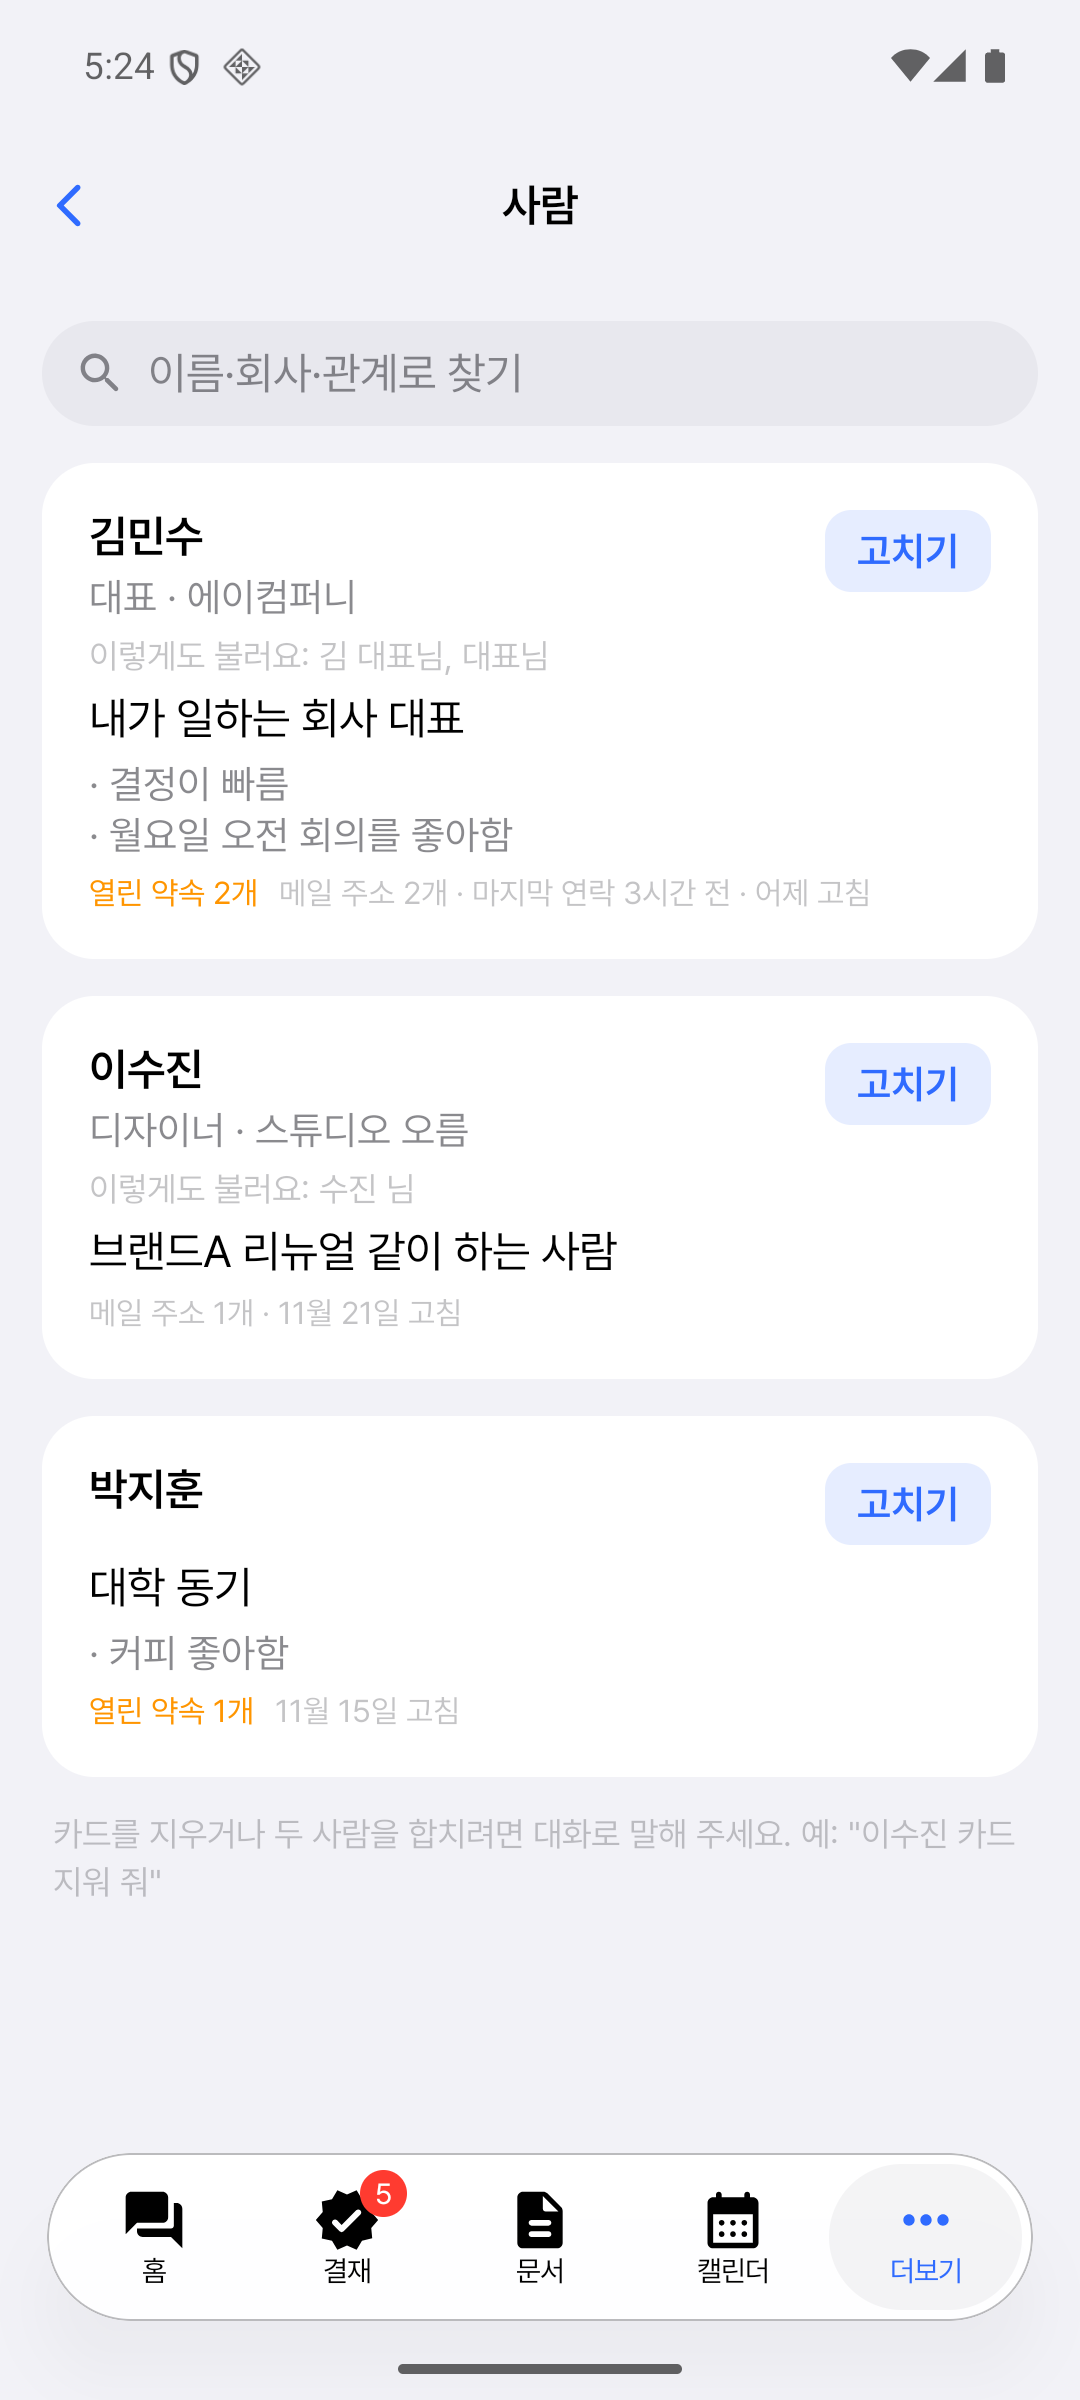 5:24
사람
이름·회사·관계로 찾기
김민수
고치기
대표 · 에이컴퍼니
이렇게도 불러요: 김 대표님, 대표님
내가 일하는 회사 대표
· 결정이 빠름
· 월요일 오전 회의를 좋아함
열린 약속 2개 메일 주소 2개 · 마지막 연락 3시간 전 · 어제 고침
이수진
고치기
디자이너 · 스튜디오 오름
이렇게도 불러요: 수진 님
브랜드A 리뉴얼 같이 하는 사람
메일 주소 1개 · 11월 21일 고침
박지훈
고치기
대학 동기
· 커피 좋아함
열린 약속 1개 11월 15일 고침
카드를 지우거나 두 사람을 합치려면 대화로 말해 주세요. 예: "이수진 카드
지워 줘"
5
홈 결재 문서 캘린더 더보기